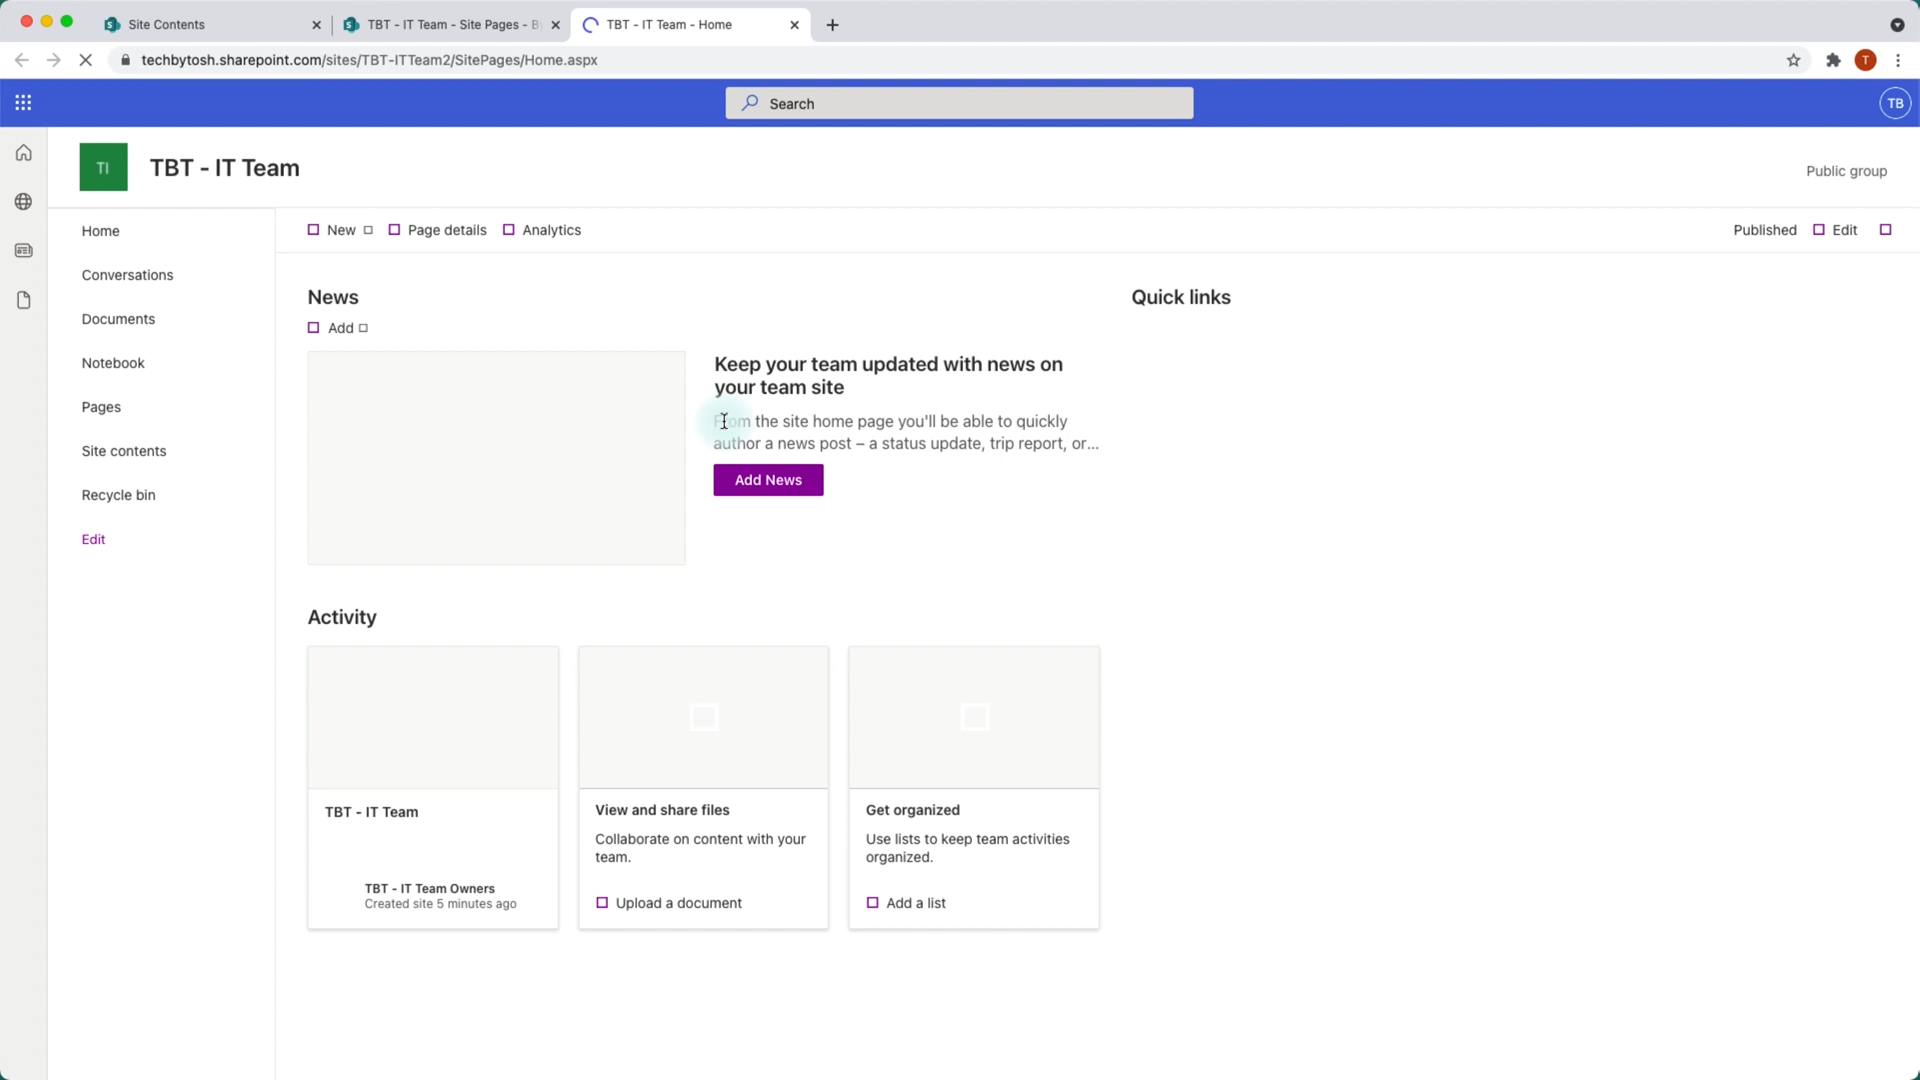 Site Contents
TBT - IT Team - Site Pages - B
TBT - IT Team - Home
techbytosh.sharepoint.com/sites/TBT-ITTeam2/SitePages/Home.aspx
T
Search
TB
TI
TBT - IT Team
Public group
Home
Conversations
Documents
Notebook
Pages
Site contents
Recycle bin
Edit
New
Page details
Analytics
Published
Edit
News
Add
Keep your team updated with news on
your team site
From the site home page you'll be able to quickly
author a news post – a status update, trip report, or...
Add News
Quick links
Activity
TBT - IT Team
TBT - IT Team Owners
Created site 5 minutes ago
View and share files
Collaborate on content with your
team.
Upload a document
Get organized
Use lists to keep team activities
organized.
Add a list